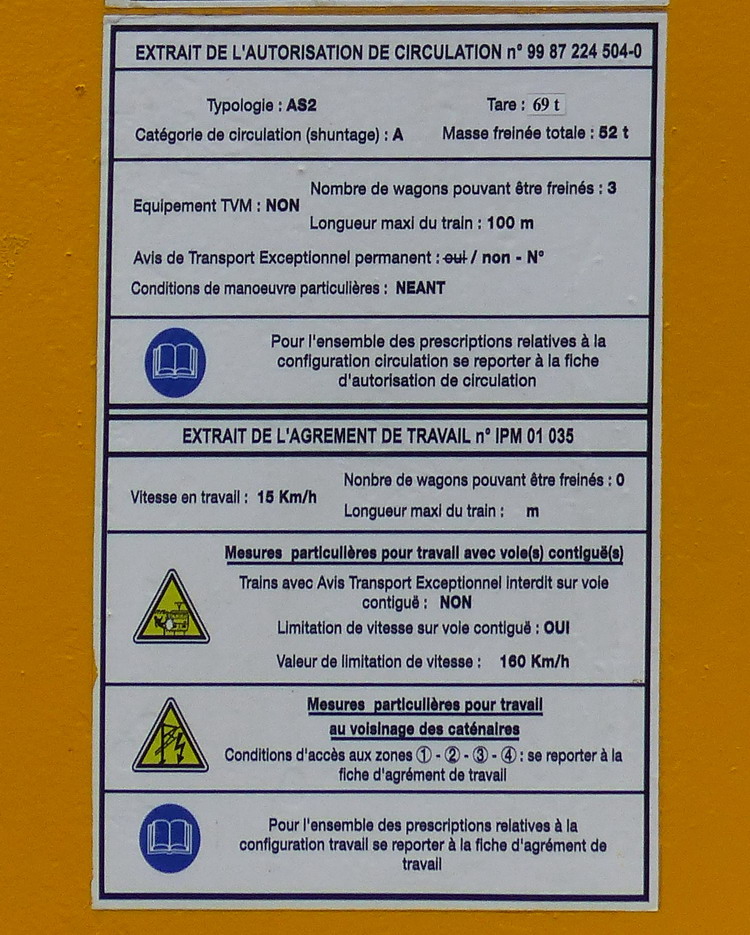 EXTRAIT DE L'AUTORISATION DE CIRCULATION n° 99 87 224 504-0
Typologie : AS2 Tare : 69 t
Catégorie de circulation (shuntage) : A Masse freinée totale : 52 t
Nombre de wagons pouvant être freinés : 3
Equipement TVM : NON
Longueur maxi du train : 100 m
Avis de Transport Exceptionnel permanent : oui / non - N°
Conditions de manoeuvre particulières : NEANT
Pour l'ensemble des prescriptions relatives à la
configuration circulation se reporter à la fiche
d'autorisation de circulation
EXTRAIT DE L'AGREMENT DE TRAVAIL n° IPM 01 035
Nonbre de wagons pouvant être freinés : 0
Vitesse en travail : 15 Km/h
Longueur maxi du train : m
Mesures particulières pour travail avec voie(s) contiguë(s)
Trains avec Avis Transport Exceptionnel interdit sur voie
contiguë : NON
Limitation de vitesse sur voie contiguë : OUI
Valeur de limitation de vitesse : 160 Km/h
Mesures particulières pour travail
au voisinage des caténaires
Conditions d'accès aux zones ① - ② - ③ - ④ : se reporter à la
fiche d'agrément de travail
Pour l'ensemble des prescriptions relatives à la
configuration travail se reporter à la fiche d'agrément de
travail